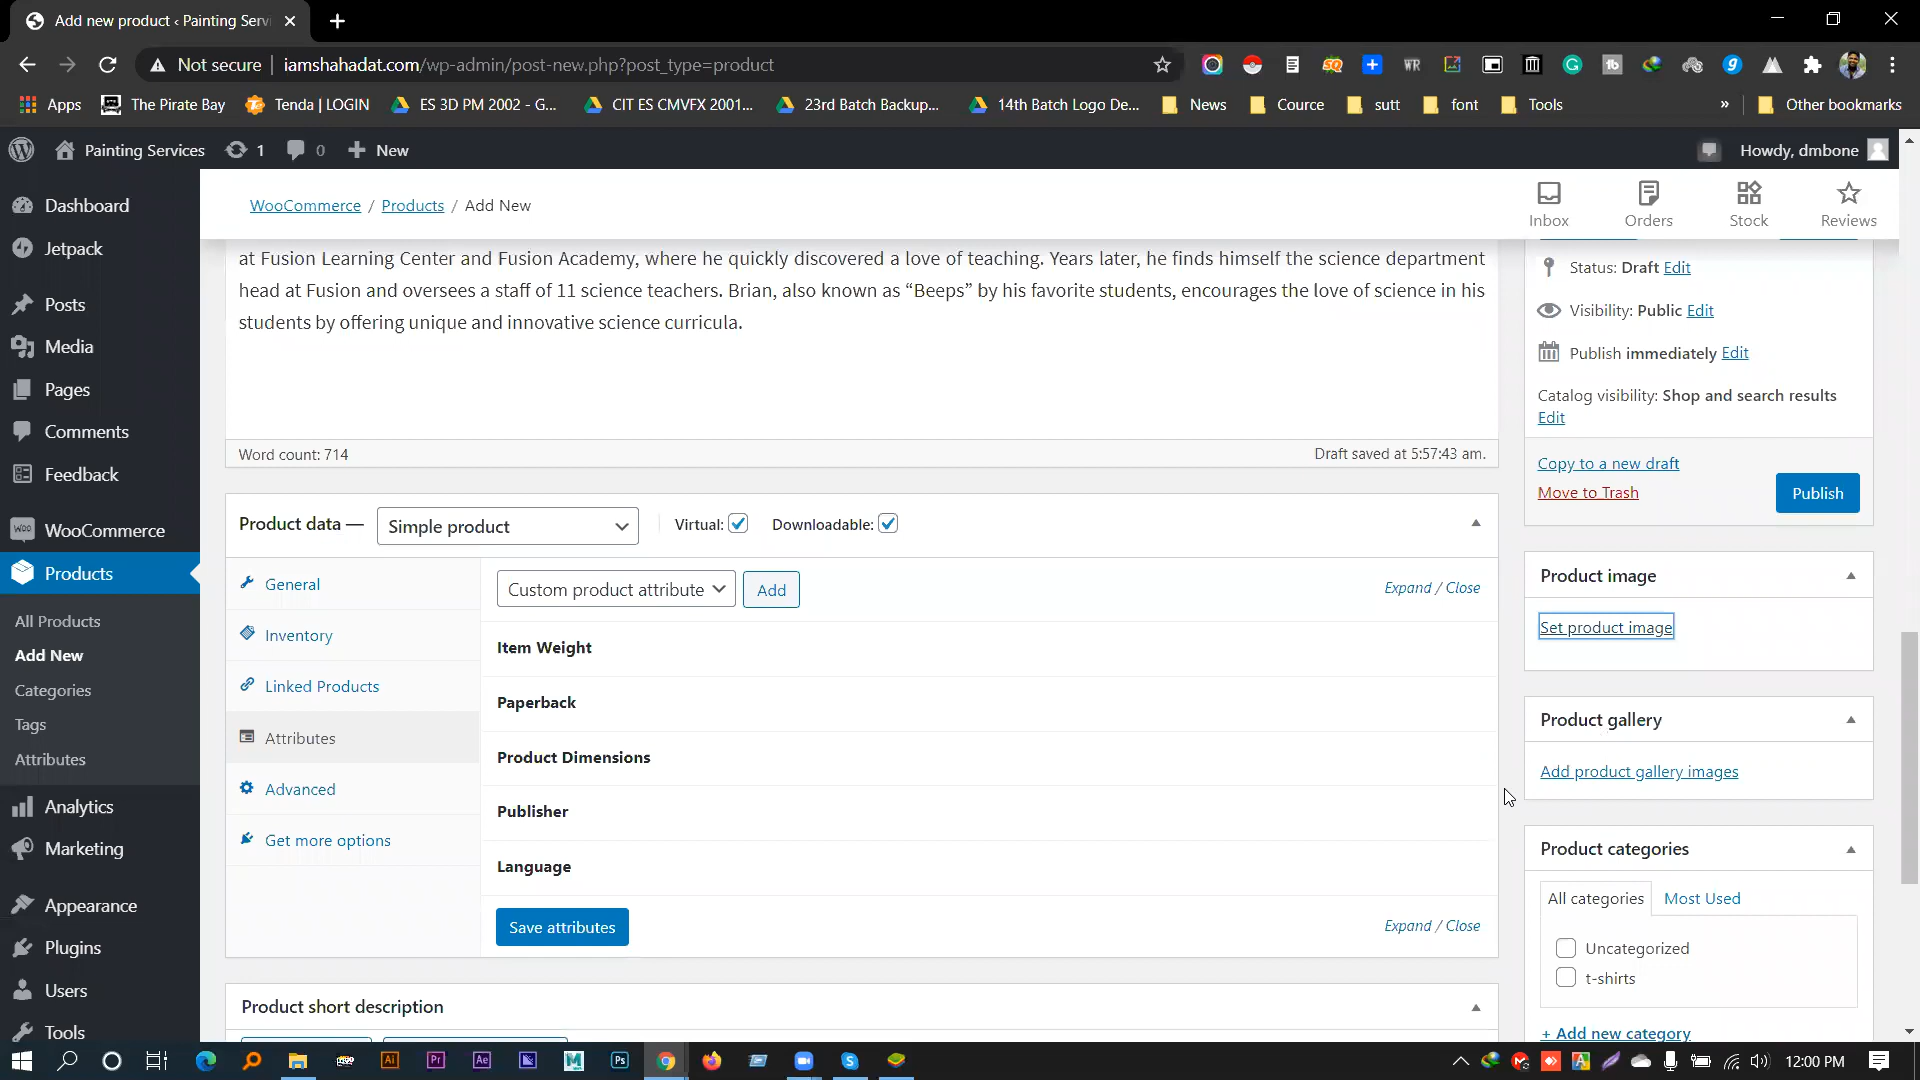 Add new product ‹ Painting Servi
Not secure
iamshahadat.com/wp-admin/post-new.php?post_type=product
Apps
The Pirate Bay
Tenda | LOGIN
ES 3D PM 2002 - G...
CIT ES CMVFX 2001...
23rd Batch Backup...
14th Batch Logo De...
News
Cource
sutt
font
Tools
»
Other bookmarks
Painting Services
1
0
New
Howdy, dmbone
Dashboard
Jetpack
Posts
Media
Pages
Comments
Feedback
WooCommerce
Products
All Products
Add New
Categories
Tags
Attributes
Analytics
Marketing
Appearance
Plugins
Users
Tools
WooCommerce / Products / Add New
Inbox
Orders
Stock
Reviews
at Fusion Learning Center and Fusion Academy, where he quickly discovered a love of teaching. Years later, he finds himself the science department
head at Fusion and oversees a staff of 11 science teachers. Brian, also known as “Beeps” by his favorite students, encourages the love of science in his
students by offering unique and innovative science curricula.
Word count: 714
Draft saved at 5:57:43 am.
Product data —
Simple product
Virtual:
Downloadable:
General
Inventory
Linked Products
Attributes
Advanced
Get more options
Custom product attribute
Add
Expand / Close
Item Weight
Paperback
Product Dimensions
Publisher
Language
Save attributes
Expand / Close
Product short description
Status: Draft Edit
Visibility: Public Edit
Publish immediately Edit
Catalog visibility: Shop and search results
Edit
Copy to a new draft
Move to Trash
Publish
Product image
Set product image
Product gallery
Add product gallery images
Product categories
All categories
Most Used
Uncategorized
t-shirts
+ Add new category
12:00 PM